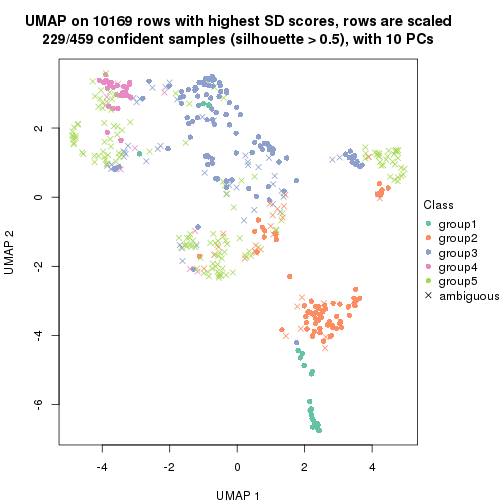 UMAP on 10169 rows with highest SD scores, rows are scaled
229/459 confident samples (silhouette > 0.5), with 10 PCs
2
0
-2
-4
-6
UMAP 2
-4
-2
0
2
4
UMAP 1
Class
group1
group2
group3
group4
group5
ambiguous